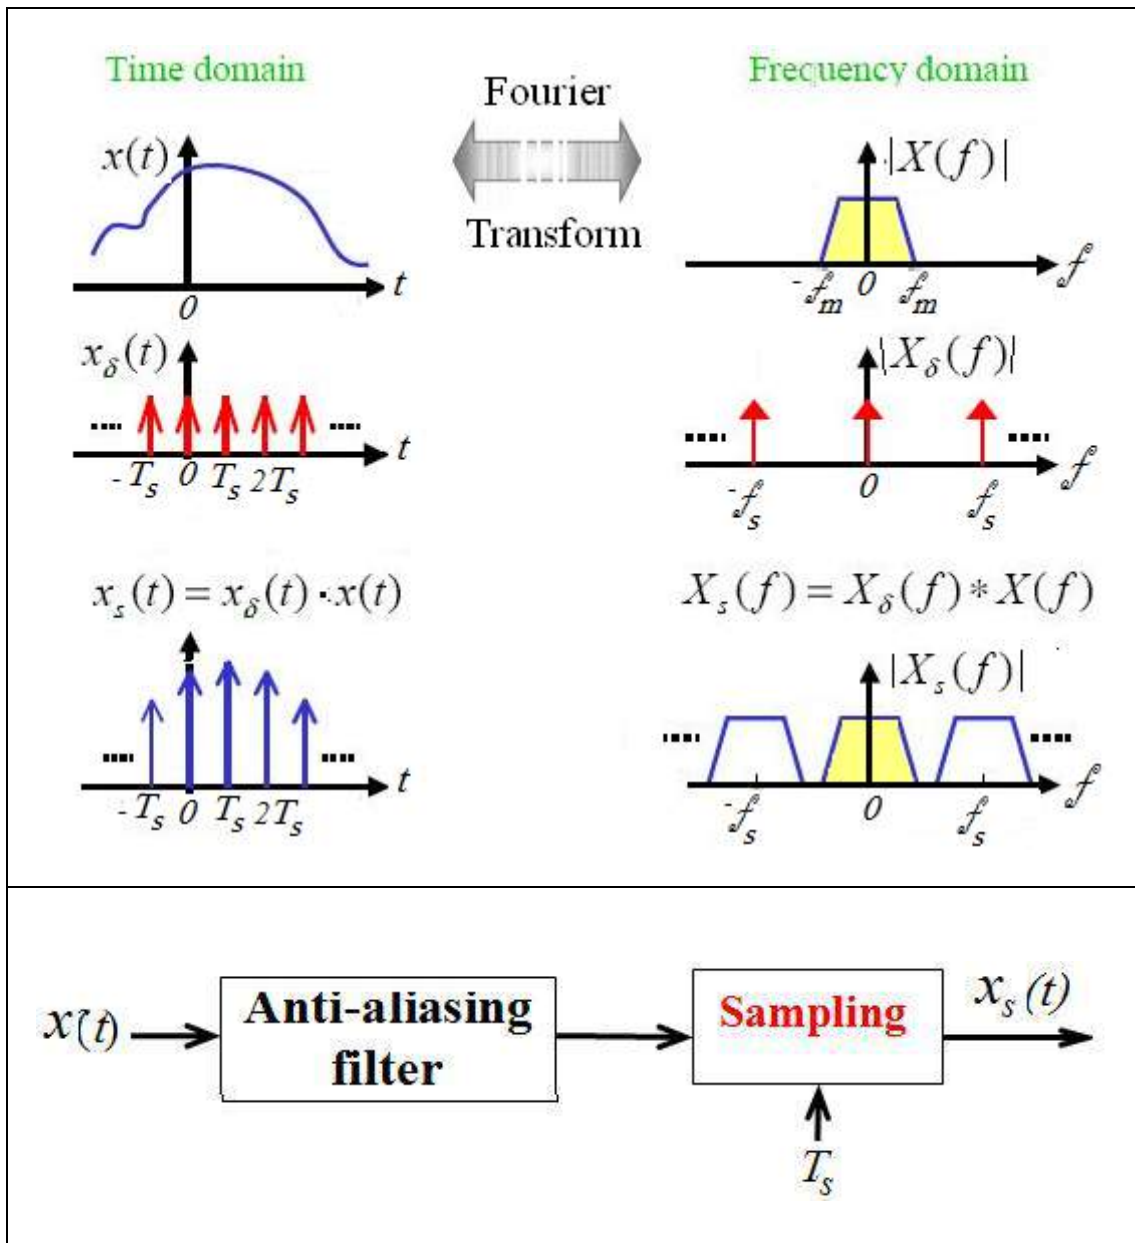 Time domain
Fourier
Transform
Frequency domain
x(t)
t
0
|X(f)|
f
-f_m 0 f_m
x_δ(t)
....
....
t
-T_s 0 T_s 2T_s
|X_δ(f)|
....
....
f
-f_s 0 f_s
x_s(t) = x_δ(t) · x(t)
X_s(f) = X_δ(f) * X(f)
....
....
t
-T_s 0 T_s 2T_s
|X_s(f)|
....
....
f
-f_s 0 f_s
x(t)
Anti-aliasing
filter
Sampling
x_s(t)
T_s